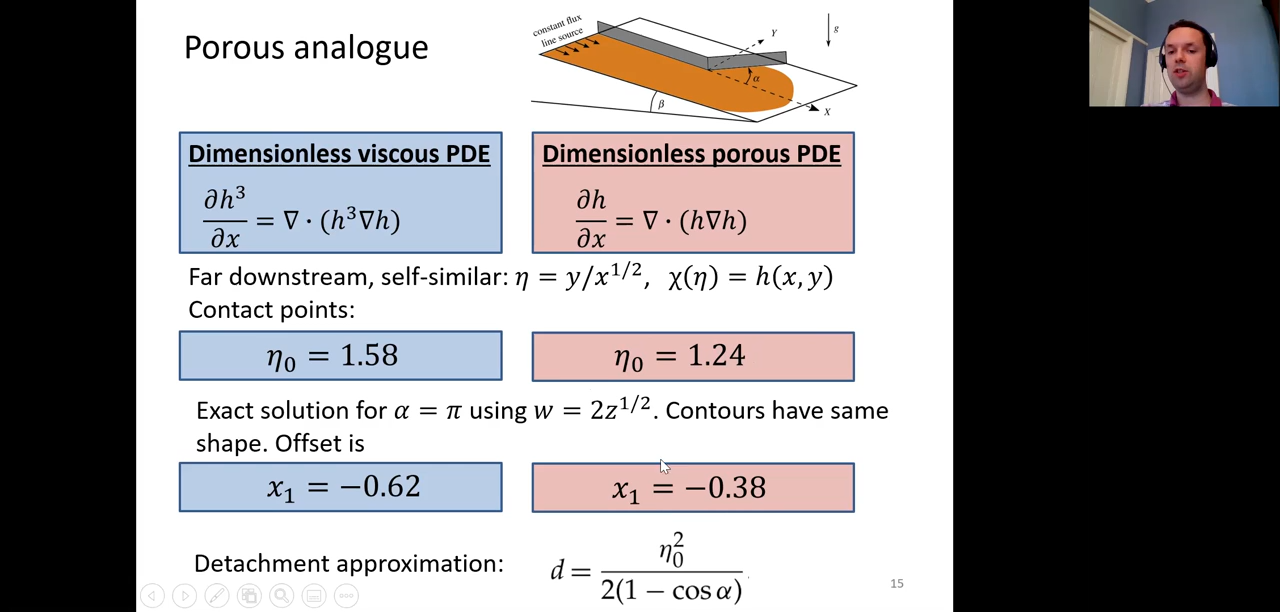 Porous analogue
constant flux
line source
Y
g
α
β
X
Dimensionless viscous PDE
∂h³/∂x = ∇ · (h³∇h)
Dimensionless porous PDE
∂h/∂x = ∇ · (h∇h)
Far downstream, self-similar: η = y/x^{1/2}, χ(η) = h(x, y)
Contact points:
η₀ = 1.58
η₀ = 1.24
Exact solution for α = π using w = 2z^{1/2}. Contours have same
shape. Offset is
x₁ = −0.62
x₁ = −0.38
Detachment approximation:
d = η₀²/2(1 − cos α)
15